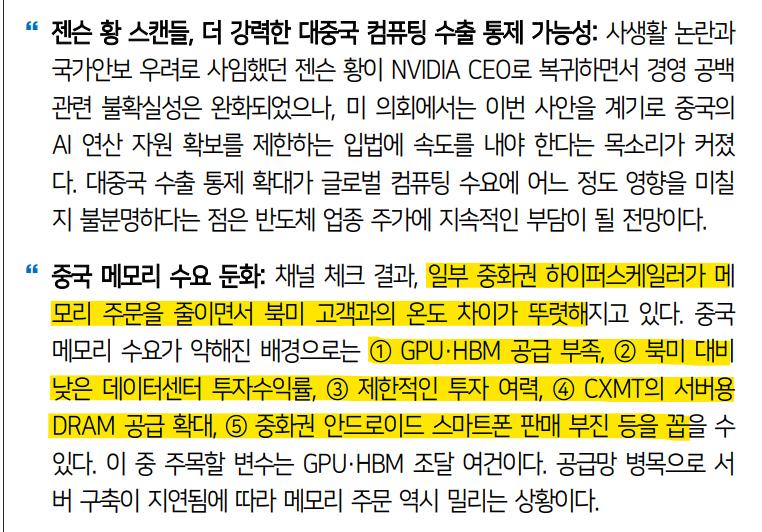 “ 젠슨 황 스캔들, 더 강력한 대중국 컴퓨팅 수출 통제 가능성: 사생활 논란과
국가안보 우려로 사임했던 젠슨 황이 NVIDIA CEO로 복귀하면서 경영 공백
관련 불확실성은 완화되었으나, 미 의회에서는 이번 사안을 계기로 중국의
AI 연산 자원 확보를 제한하는 입법에 속도를 내야 한다는 목소리가 커졌
다. 대중국 수출 통제 확대가 글로벌 컴퓨팅 수요에 어느 정도 영향을 미칠
지 불분명하다는 점은 반도체 업종 주가에 지속적인 부담이 될 전망이다.
“ 중국 메모리 수요 둔화: 채널 체크 결과, 일부 중화권 하이퍼스케일러가 메
모리 주문을 줄이면서 북미 고객과의 온도 차이가 뚜렷해지고 있다. 중국
메모리 수요가 약해진 배경으로는 ① GPU·HBM 공급 부족, ② 북미 대비
낮은 데이터센터 투자수익률, ③ 제한적인 투자 여력, ④ CXMT의 서버용
DRAM 공급 확대, ⑤ 중화권 안드로이드 스마트폰 판매 부진 등을 꼽을 수
있다. 이 중 주목할 변수는 GPU·HBM 조달 여건이다. 공급망 병목으로 서
버 구축이 지연됨에 따라 메모리 주문 역시 밀리는 상황이다.